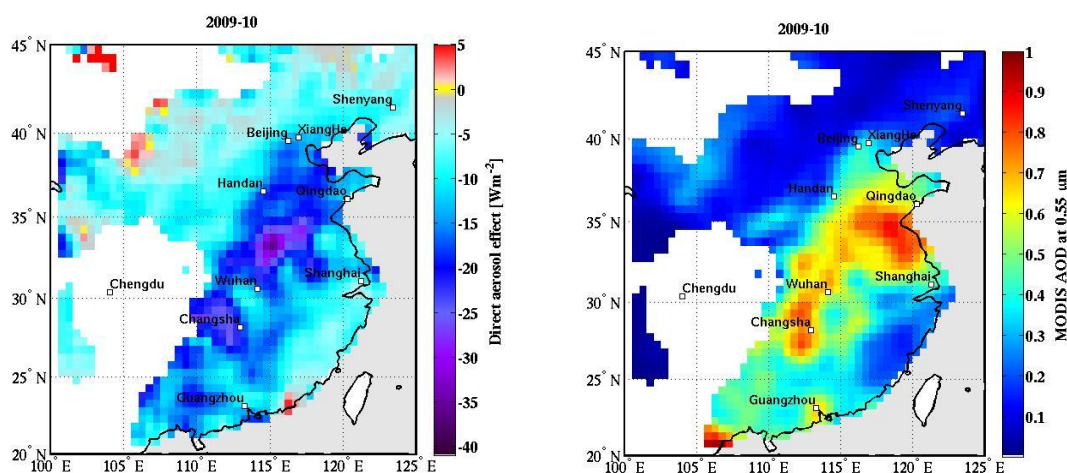 2009-10
45° N
40° N
35° N
30° N
25° N
20° N
100° E
105° E
110° E
115° E
120° E
125° E
Shenyang
Beijing
XiangHe
Handan
Qingdao
Shanghai
Wuhan
Chengdu
Changsha
Guangzhou
5
0
-5
-10
-15
-20
-25
-30
-35
-40
Direct aerosol effect [Wm-2]
2009-10
45° N
40° N
35° N
30° N
25° N
20° N
100° E
105° E
110° E
115° E
120° E
125° E
Shenyang
Beijing
XiangHe
Handan
Qingdao
Shanghai
Wuhan
Chengdu
Changsha
Guangzhou
1
0.9
0.8
0.7
0.6
0.5
0.4
0.3
0.2
0.1
MODIS AOD at 0.55 um